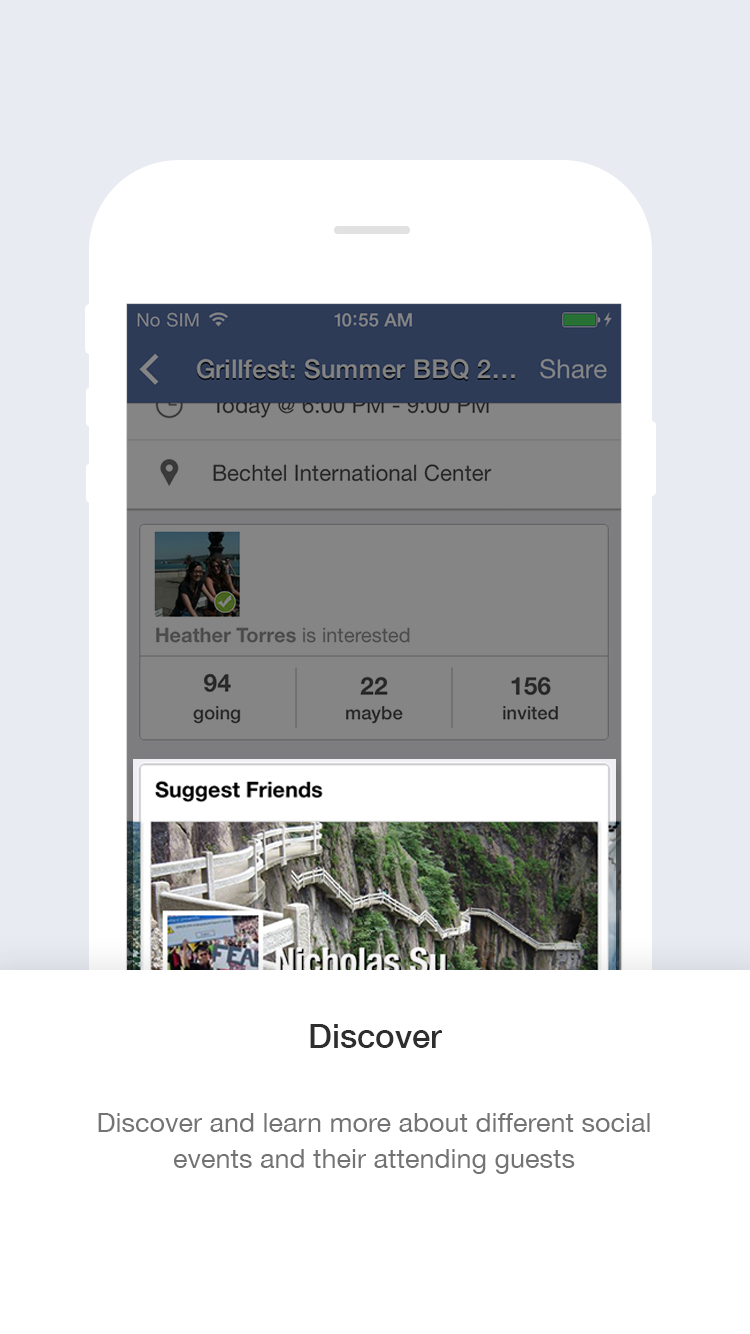 No SIM 10:55 AM
Grillfest: Summer BBQ 2... Share
Today @ 6:00 PM - 9:00 PM
Bechtel International Center
Heather Torres is interested
94 22 156
going maybe invited
Suggest Friends
FEAR
Nicholas Su
Discover
Discover and learn more about different social
events and their attending guests